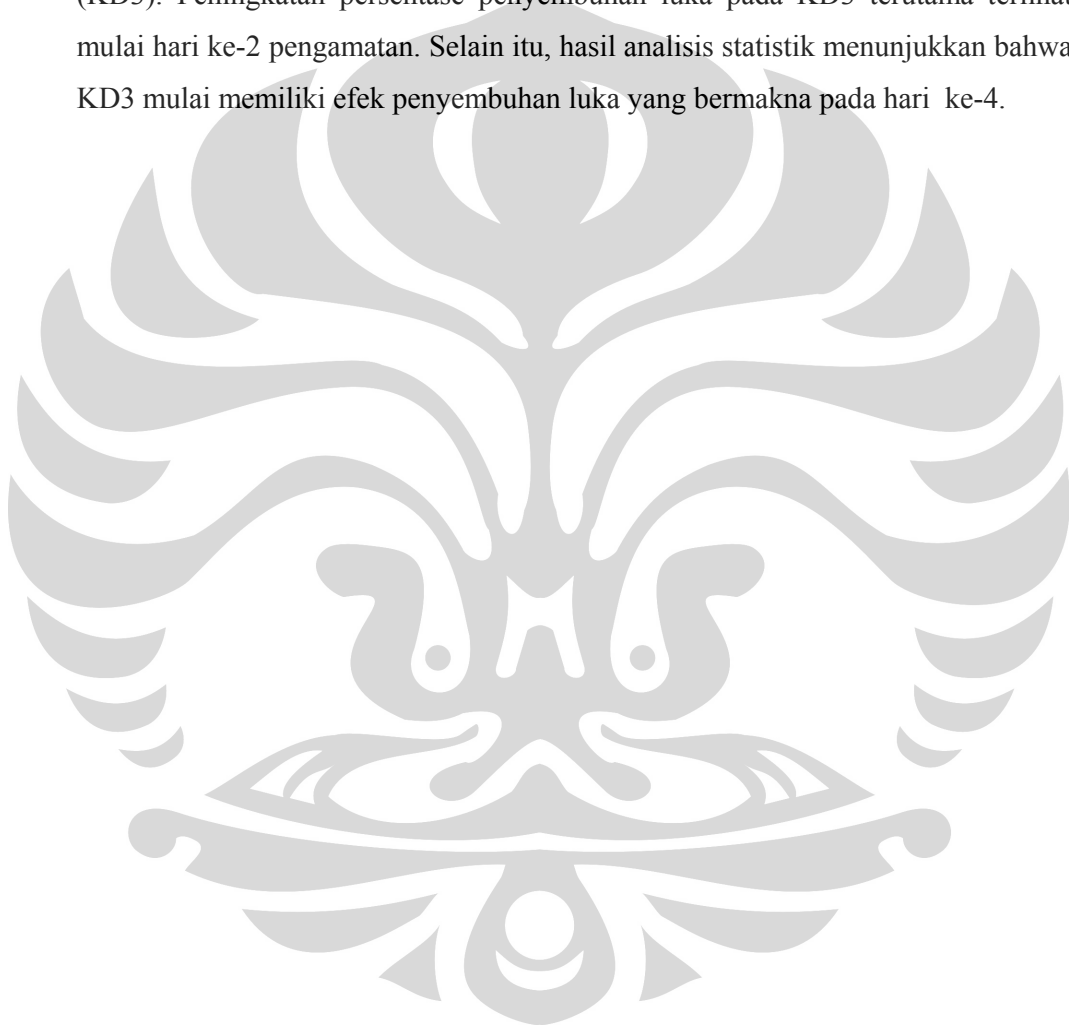 (KD3). Peningkatan persentase penyembuhan luka pada KD3 terutama terlihat
mulai hari ke-2 pengamatan. Selain itu, hasil analisis statistik menunjukkan bahwa
KD3 mulai memiliki efek penyembuhan luka yang bermakna pada hari ke-4.